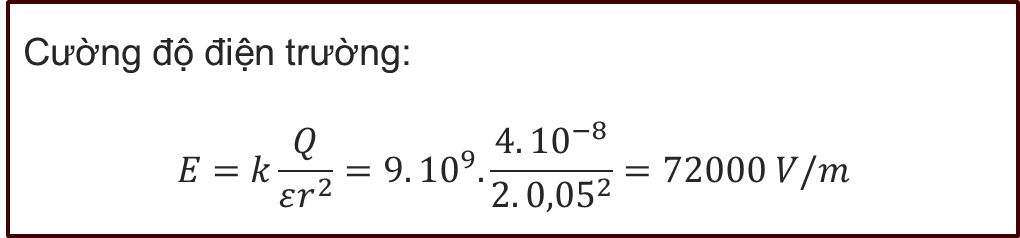 Cường độ điện trường:
E = k Q/εr² = 9. 10⁹. 4. 10⁻⁸/2. 0,05² = 72000 V/m